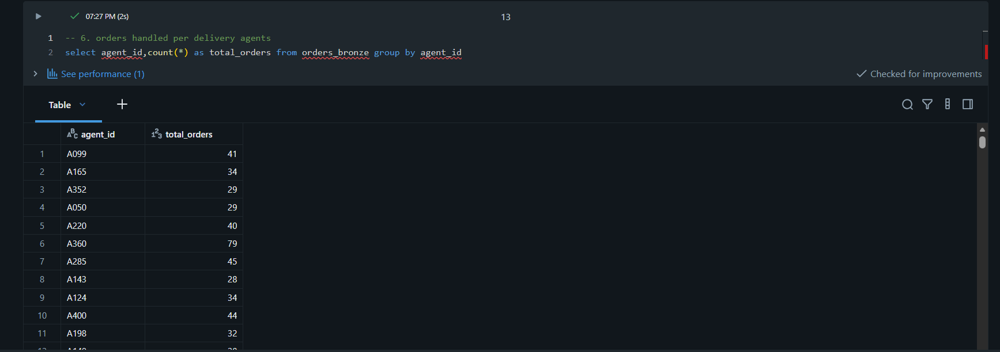 07:27 PM (2s)
13
1 -- 6. orders handled per delivery agents
2 select agent_id,count(*) as total_orders from orders_bronze group by agent_id
See performance (1)
Checked for improvements
Table
ABC agent_id 123 total_orders
1 A099 41
2 A165 34
3 A352 29
4 A050 29
5 A220 40
6 A360 79
7 A285 45
8 A143 28
9 A124 34
10 A400 44
11 A198 32